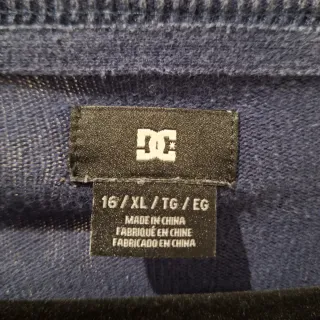 DC
16 / XL / TG / EG
MADE IN CHINA
FABRIQUÉ EN CHINE
FABRICADO EN CHINA